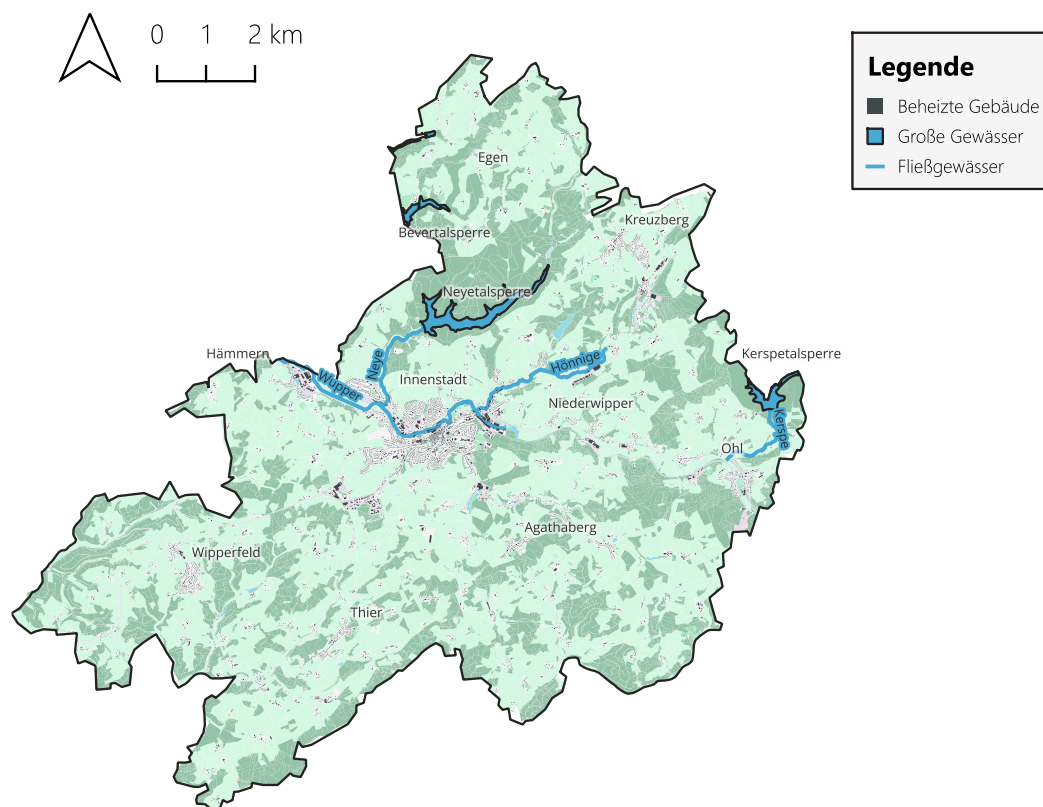 0 1 2 km
Legende
Beheizte Gebäude
Große Gewässer
Fließgewässer
Egen
Kreuzberg
Bevertalsperre
Neyetalsperre
Hämmern
Neye
Hönnige
Kerspetalsperre
Wupper
Innenstadt
Niederwipper
Kerspe
Ohl
Agathaberg
Wipperfeld
Thier